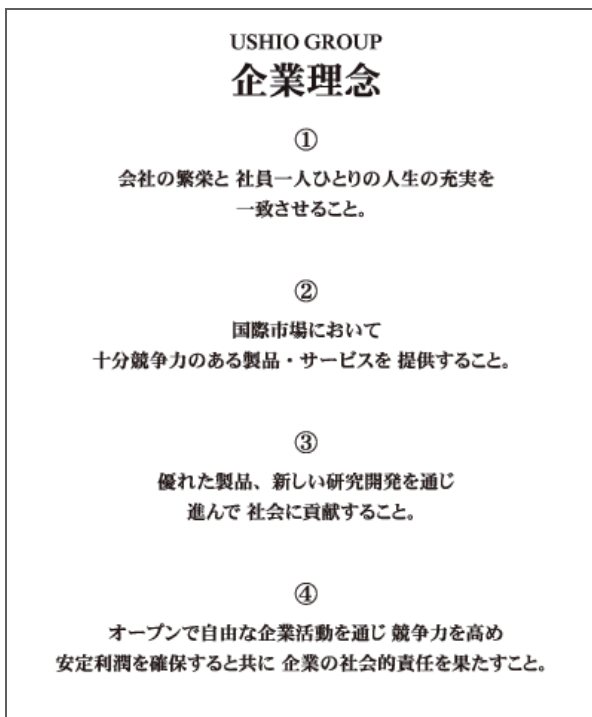 USHIO GROUP
企業理念
①
会社の繁栄と 社員一人ひとりの人生の充実を
一致させること。
②
国際市場において
十分競争力のある製品・サービスを 提供すること。
③
優れた製品、新しい研究開発を通じ
進んで 社会に貢献すること。
④
オープンで自由な企業活動を通じ 競争力を高め
安定利潤を確保すると共に 企業の社会的責任を果たすこと。